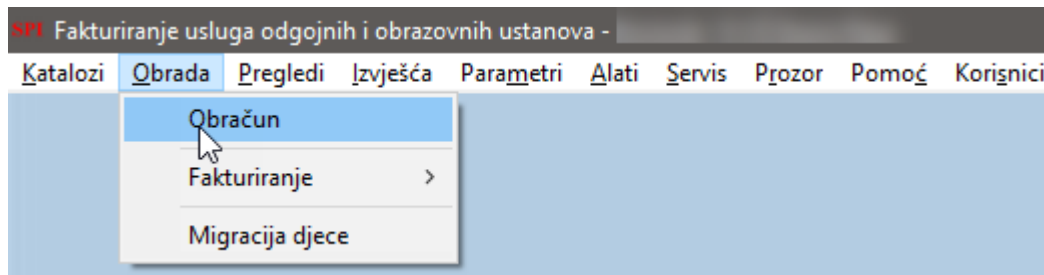 SPI Fakturiranje usluga odgojnih i obrazovnih ustanova -
Katalozi Obrada Pregledi Izvješća Parametri Alati Servis Prozor Pomoć Korisnici
Obračun
Fakturiranje
Migracija djece